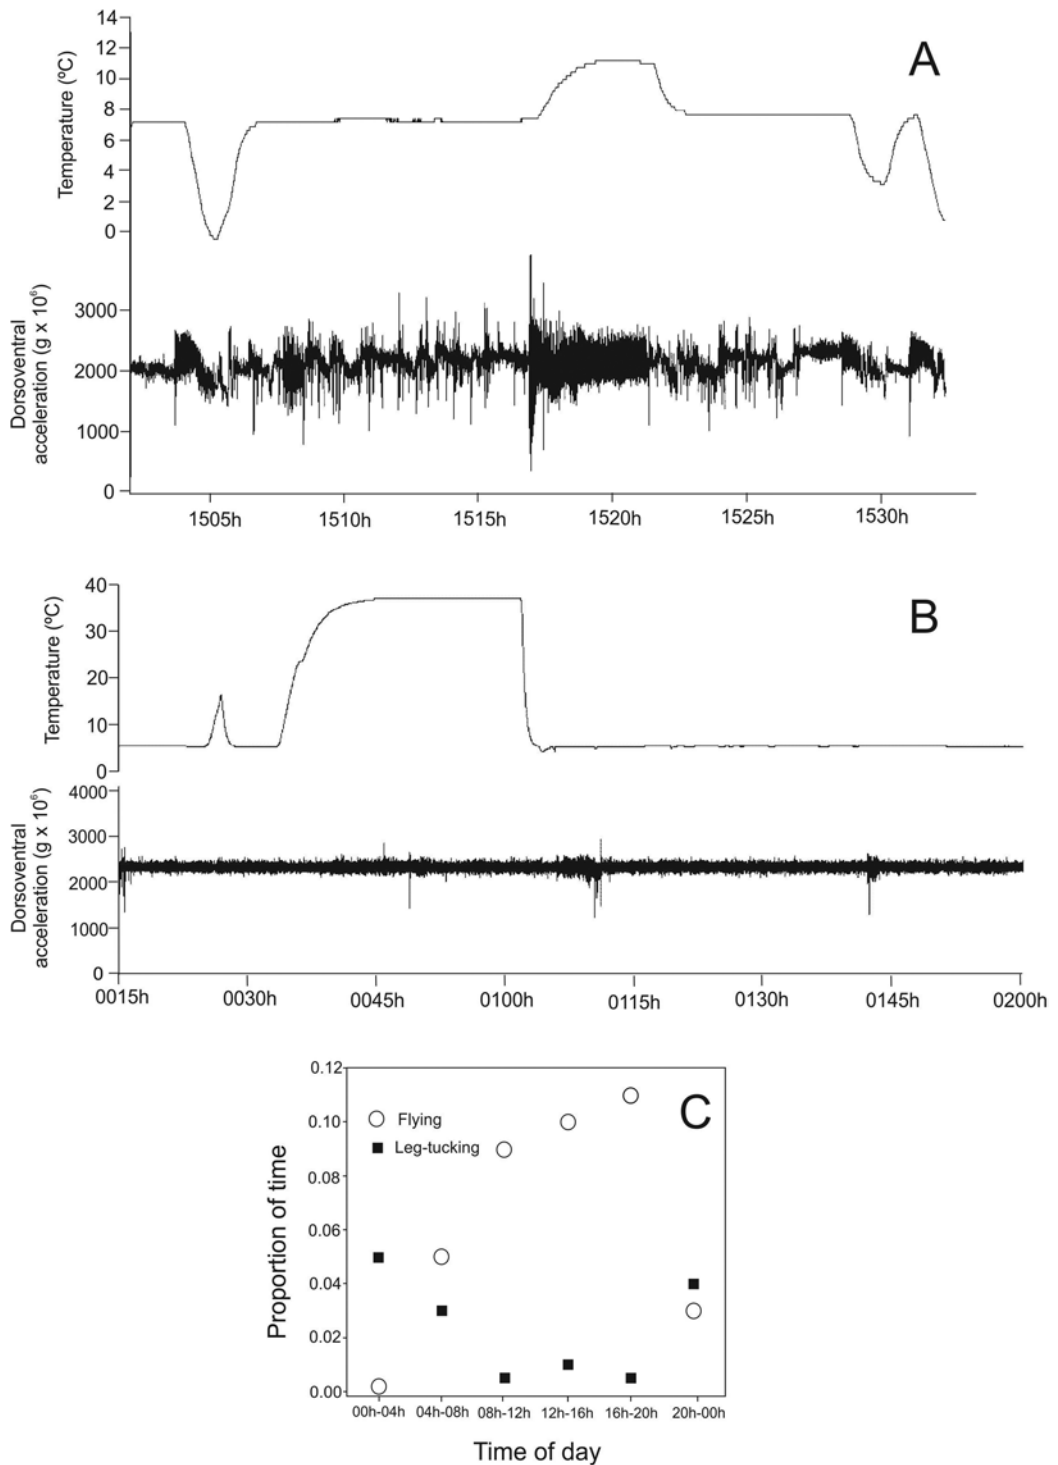 A
Temperature (ºC)
14
12
10
8
6
4
2
0
Dorsoventral
acceleration (g x 10⁶)
3000
2000
1000
0
1505h 1510h 1515h 1520h 1525h 1530h
B
Temperature (ºC)
40
30
20
10
0
Dorsoventral
acceleration (g x 10⁶)
4000
3000
2000
1000
0
0015h 0030h 0045h 0100h 0115h 0130h 0145h 0200h
C
Proportion of time
0.12
0.10
0.08
0.06
0.04
0.02
0.00
Flying
Leg-tucking
00h-04h 04h-08h 08h-12h 12h-16h 16h-20h 20h-00h
Time of day